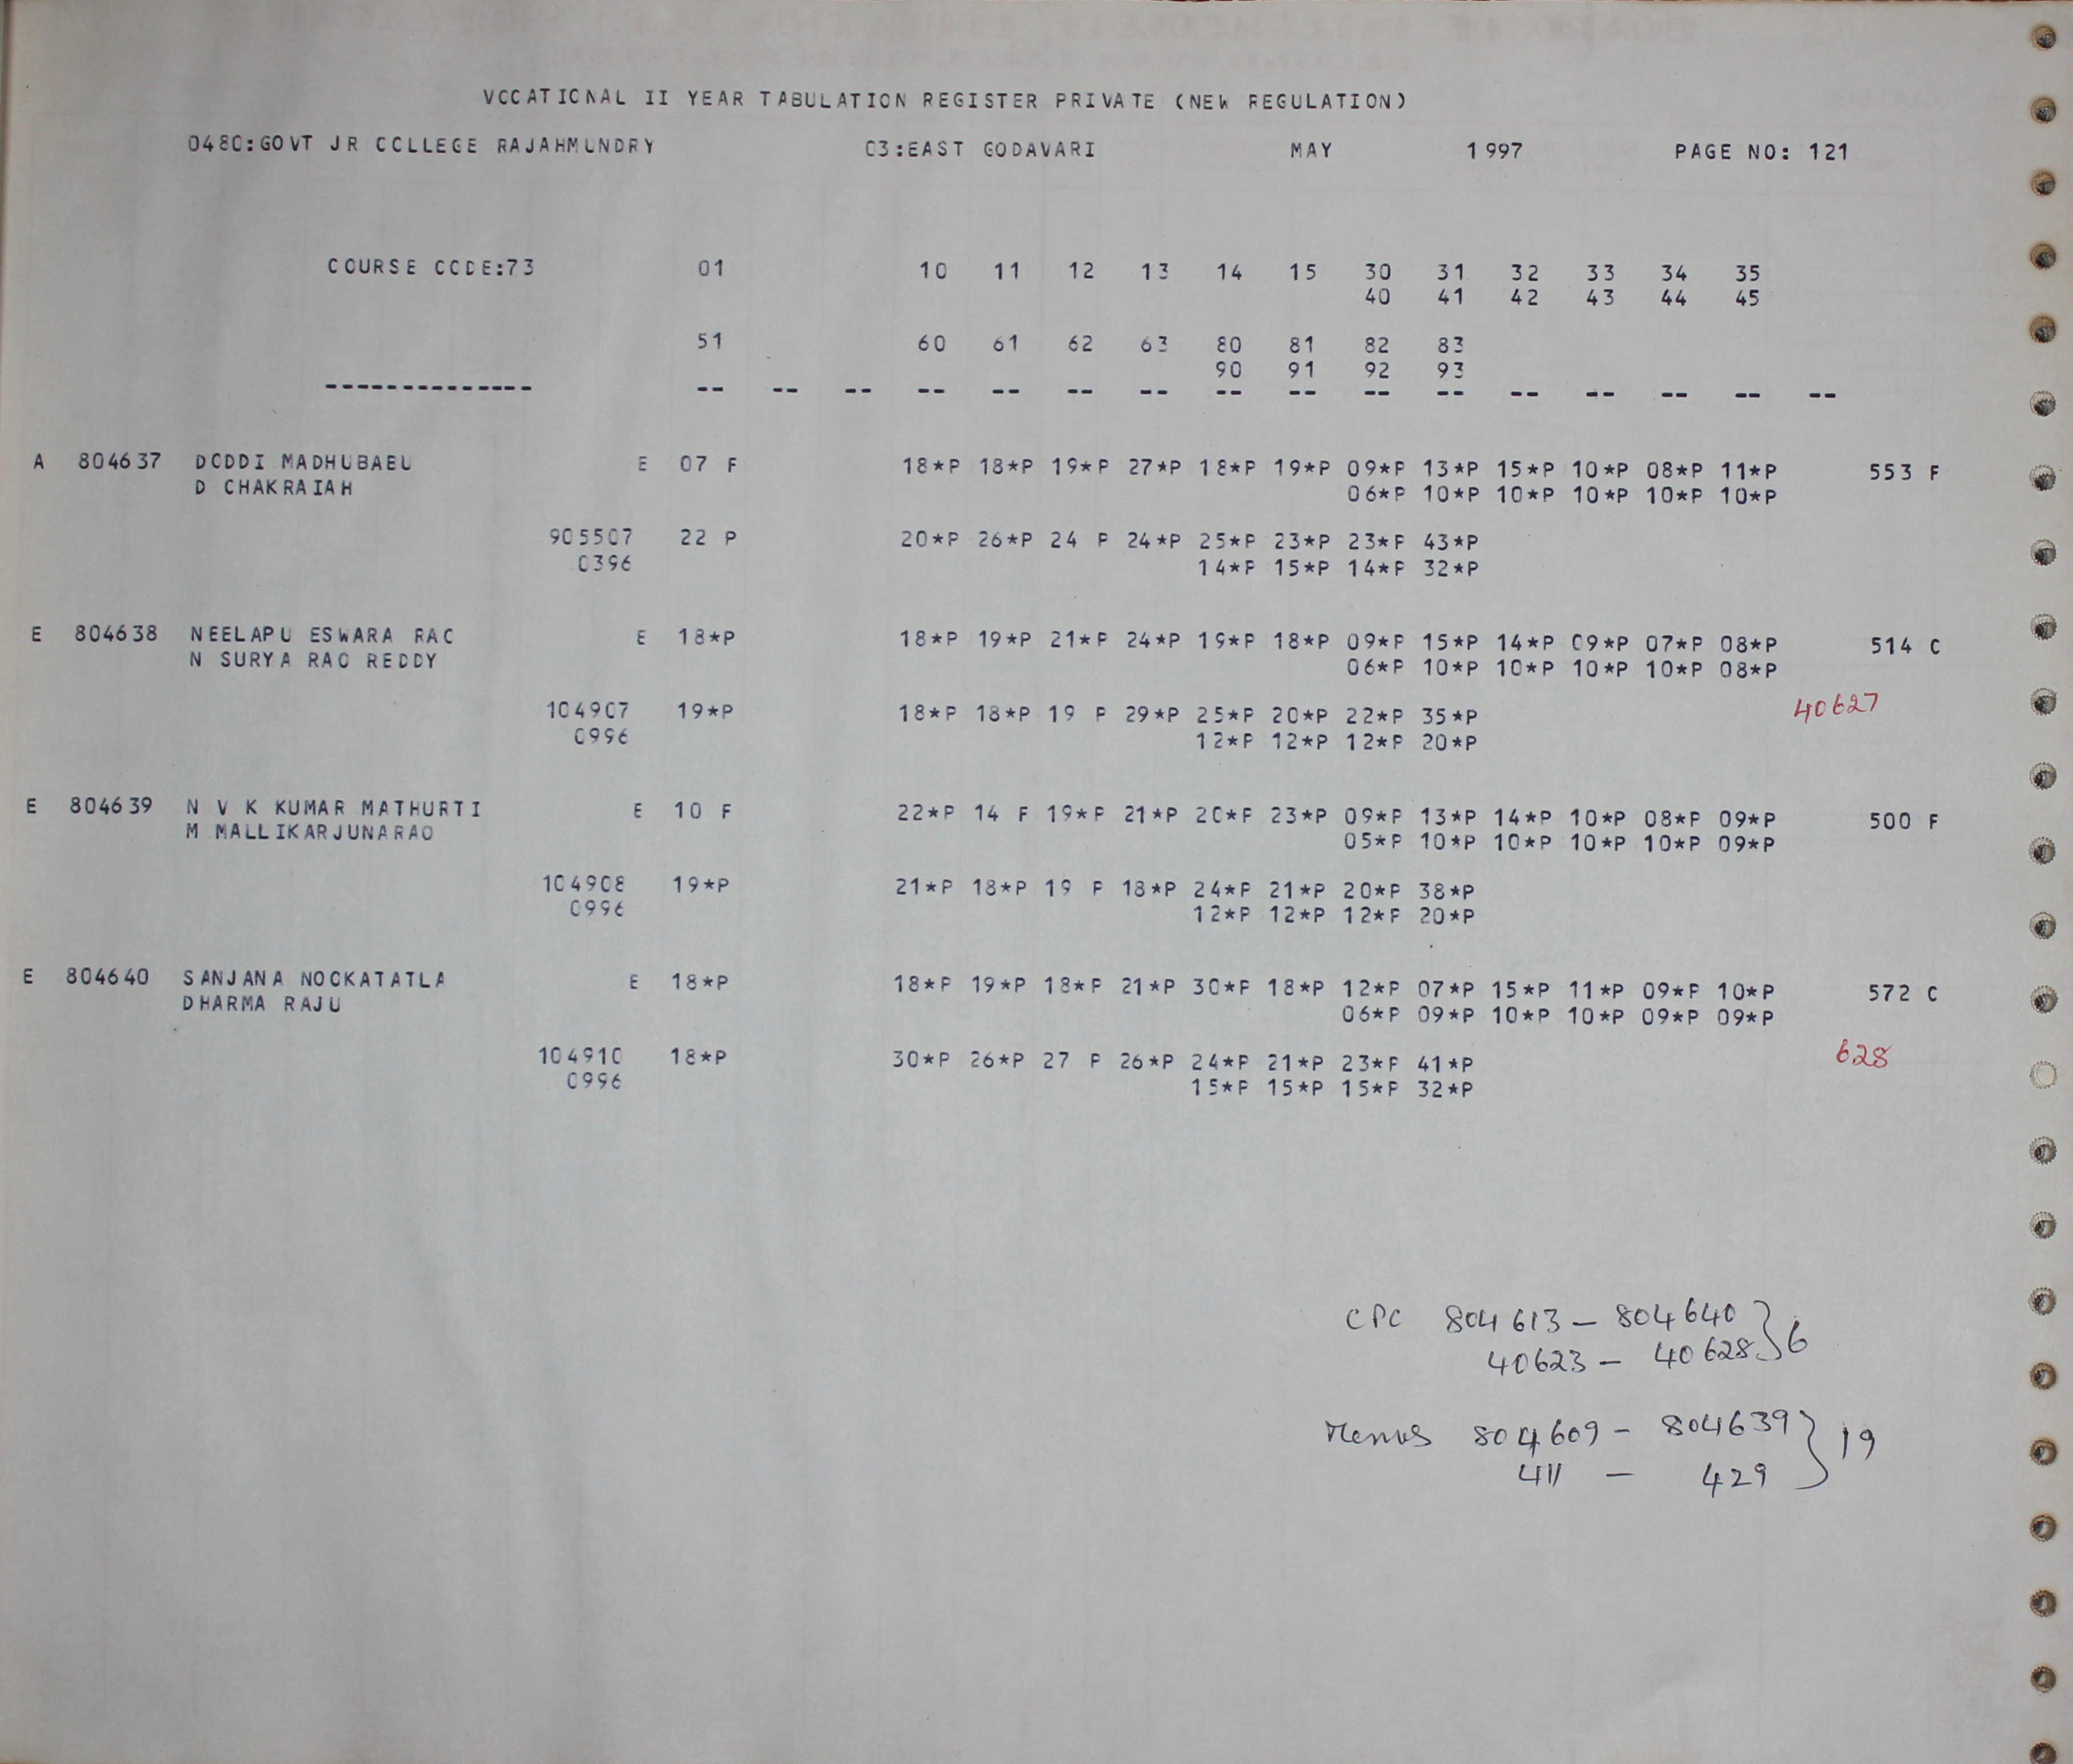 VCCATICNAL II YEAR TABULATION REGISTER PRIVATE (NEW REGULATION)
0480:GOVT JR CCLLEGE RAJAHMUNDRY 03:EAST GODAVARI MAY 1997 PAGE NO: 121
COURSE CCDE:73 01 10 11 12 13 14 15 30 31 32 33 34 35
40 41 42 43 44 45
51 60 61 62 63 80 81 82 83
90 91 92 93
-------------- -- -- -- -- -- -- -- -- -- -- -- -- -- -- -- --
A 804637 DCDDI MADHUBAEU E 07 F 18*P 18*P 19*P 27*P 18*P 19*P 09*P 13*P 15*P 10*P 08*P 11*P 553 F
D CHAKRAIAH 06*P 10*P 10*P 10*P 10*P 10*P
905507 22 P 20*P 26*P 24 P 24*P 25*P 23*P 23*P 43*P
0396 14*P 15*P 14*P 32*P
E 804638 NEELAPU ESWARA RAC E 18*P 18*P 19*P 21*P 24*P 19*P 18*P 09*P 15*P 14*P 09*P 07*P 08*P 514 C
N SURYA RAO REDDY 06*P 10*P 10*P 10*P 10*P 08*P
104907 19*P 18*P 18*P 19 P 29*P 25*P 20*P 22*P 35*P 40627
0996 12*P 12*P 12*P 20*P
E 804639 N V K KUMAR MATHURTI E 10 F 22*P 14 F 19*P 21*P 20*P 23*P 09*P 13*P 14*P 10*P 08*P 09*P 500 F
M MALLIKARJUNARAO 05*P 10*P 10*P 10*P 10*P 09*P
104908 19*P 21*P 18*P 19 P 18*P 24*P 21*P 20*P 38*P
0996 12*P 12*P 12*P 20*P
E 804640 SANJANA NOCKATATLA E 18*P 18*P 19*P 18*P 21*P 30*P 18*P 12*P 07*P 15*P 11*P 09*P 10*P 572 C
DHARMA RAJU 06*P 09*P 10*P 10*P 09*P 09*P
104910 18*P 30*P 26*P 27 P 26*P 24*P 21*P 23*P 41*P 628
0996 15*P 15*P 15*P 32*P
CPC 804613 - 804640
40623 - 40628 } 6
Memos 804609 - 804639
411 - 429 } 19